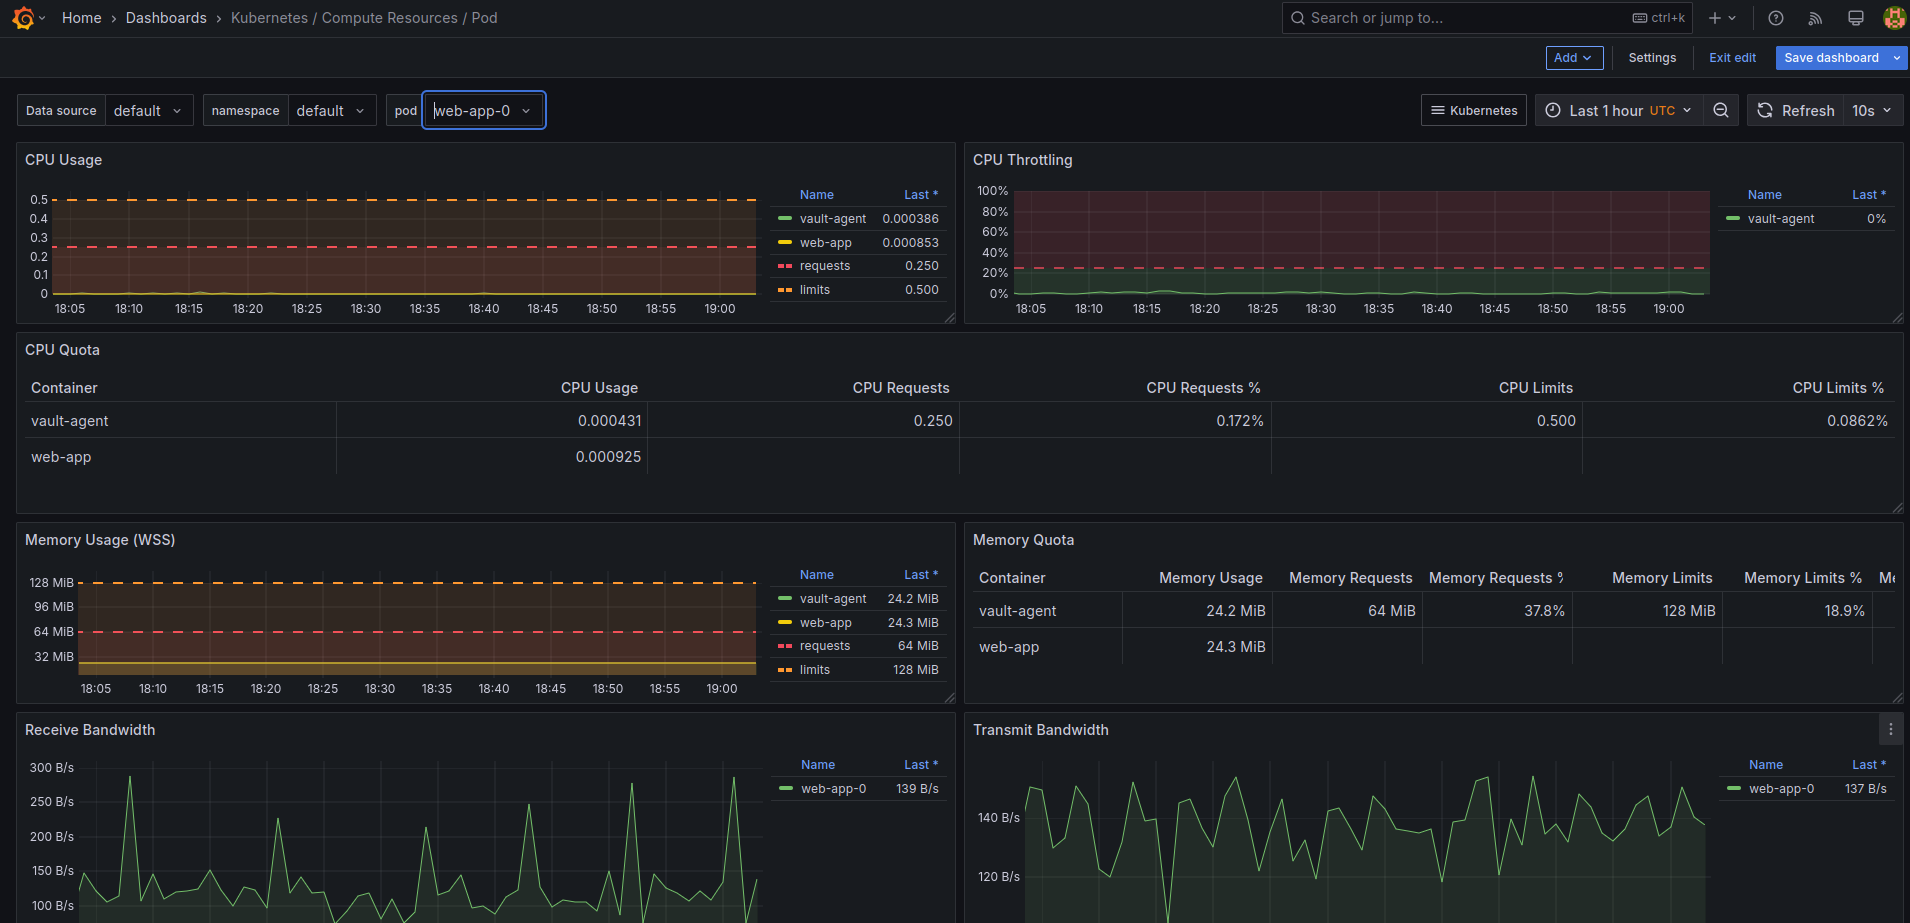 Home › Dashboards › Kubernetes / Compute Resources / Pod
Search or jump to... ctrl+k
Add Settings Exit edit Save dashboard
Data source default namespace default pod web-app-0 Kubernetes Last 1 hour UTC Refresh 10s
CPU Usage
0.5
0.4
0.3
0.2
0.1
0
18:05 18:10 18:15 18:20 18:25 18:30 18:35 18:40 18:45 18:50 18:55 19:00
Name Last *
vault-agent 0.000386
web-app 0.000853
requests 0.250
limits 0.500
CPU Throttling
100%
80%
60%
40%
20%
0%
18:05 18:10 18:15 18:20 18:25 18:30 18:35 18:40 18:45 18:50 18:55 19:00
Name Last *
vault-agent 0%
CPU Quota
Container CPU Usage CPU Requests CPU Requests % CPU Limits CPU Limits %
vault-agent 0.000431 0.250 0.172% 0.500 0.0862%
web-app 0.000925
Memory Usage (WSS)
128 MiB
96 MiB
64 MiB
32 MiB
18:05 18:10 18:15 18:20 18:25 18:30 18:35 18:40 18:45 18:50 18:55 19:00
Name Last *
vault-agent 24.2 MiB
web-app 24.3 MiB
requests 64 MiB
limits 128 MiB
Memory Quota
Container Memory Usage Memory Requests Memory Requests % Memory Limits Memory Limits %
vault-agent 24.2 MiB 64 MiB 37.8% 128 MiB 18.9%
web-app 24.3 MiB
Receive Bandwidth
300 B/s
250 B/s
200 B/s
150 B/s
100 B/s
Name Last *
web-app-0 139 B/s
Transmit Bandwidth
140 B/s
120 B/s
Name Last *
web-app-0 137 B/s